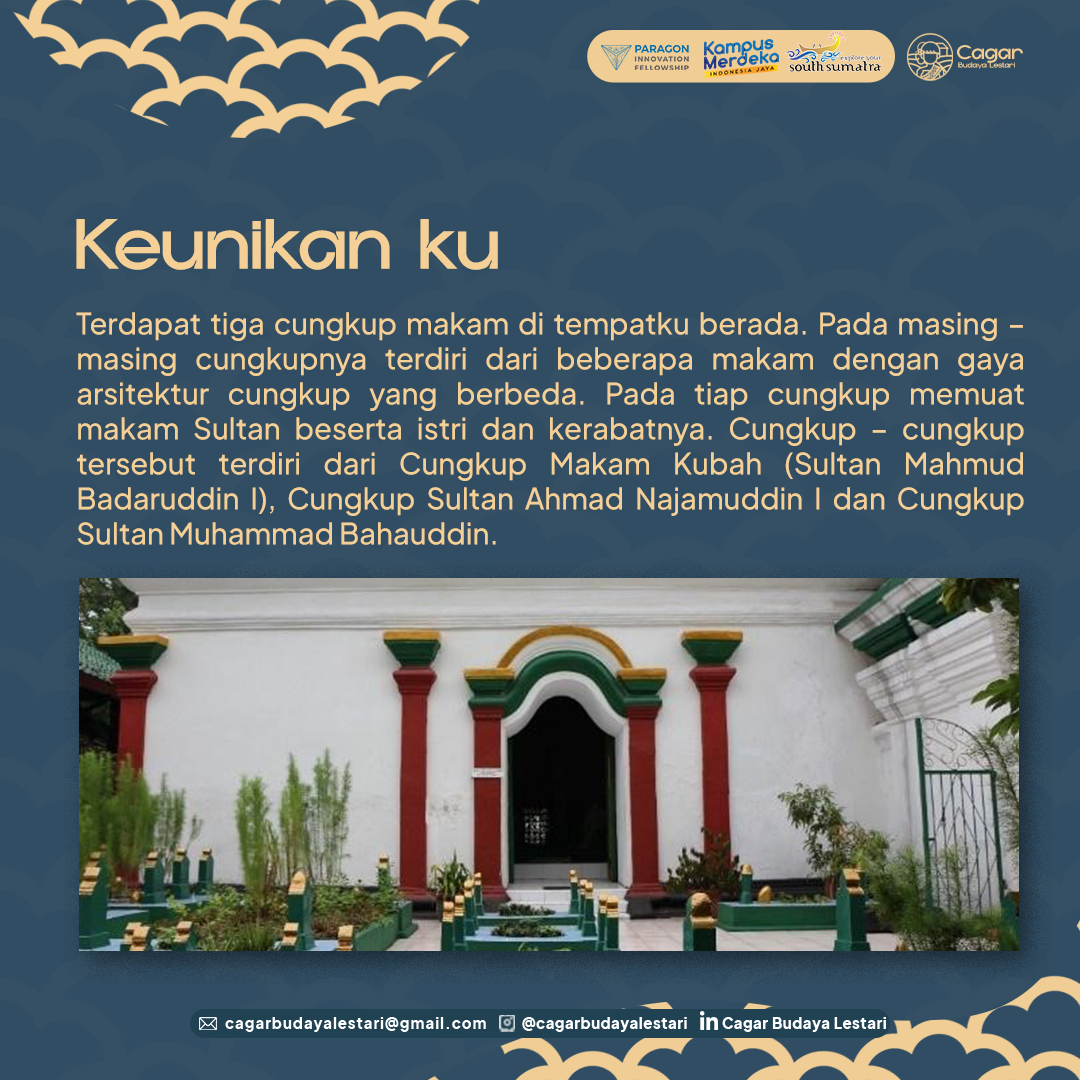 PARAGON
INNOVATION
FELLOWSHIP
Kampus
Merdeka
INDONESIA JAYA
explore your
south sumatra
Cagar
Budaya Lestari
Keunikan ku
Terdapat tiga cungkup makam di tempatku berada. Pada masing –
masing cungkupnya terdiri dari beberapa makam dengan gaya
arsitektur cungkup yang berbeda. Pada tiap cungkup memuat
makam Sultan beserta istri dan kerabatnya. Cungkup – cungkup
tersebut terdiri dari Cungkup Makam Kubah (Sultan Mahmud
Badaruddin I), Cungkup Sultan Ahmad Najamuddin I dan Cungkup
Sultan Muhammad Bahauddin.
cagarbudayalestari@gmail.com @cagarbudayalestari in Cagar Budaya Lestari